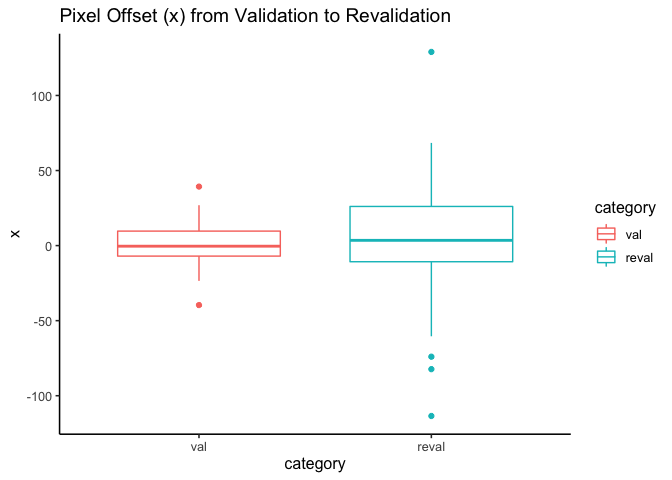 Pixel Offset (x) from Validation to Revalidation
100
50
0
-50
-100
x
val
reval
category
category
val
reval